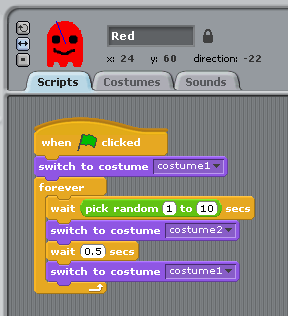 Red
x: 24 y: 60 direction: -22
Scripts Costumes Sounds
when clicked
switch to costume costume1
forever
wait pick random 1 to 10 secs
switch to costume costume2
wait 0.5 secs
switch to costume costume1